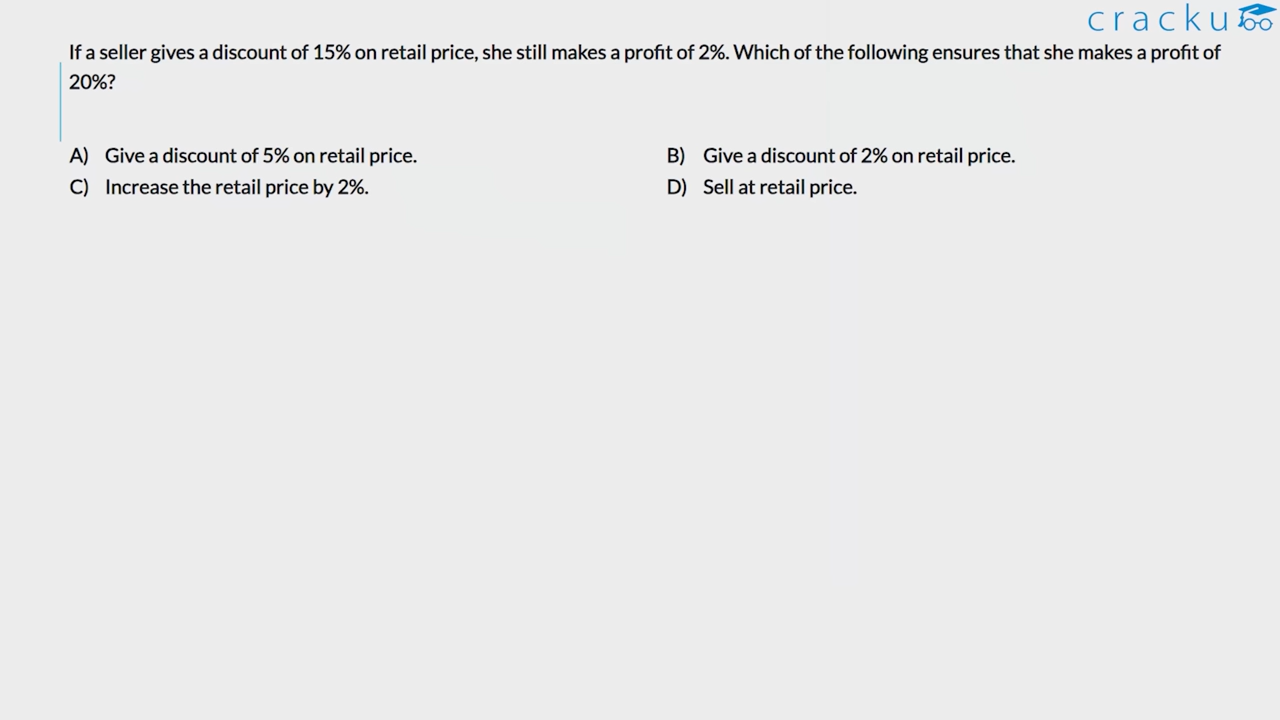 cracku
If a seller gives a discount of 15% on retail price, she still makes a profit of 2%. Which of the following ensures that she makes a profit of
20%?
A) Give a discount of 5% on retail price.
B) Give a discount of 2% on retail price.
C) Increase the retail price by 2%.
D) Sell at retail price.